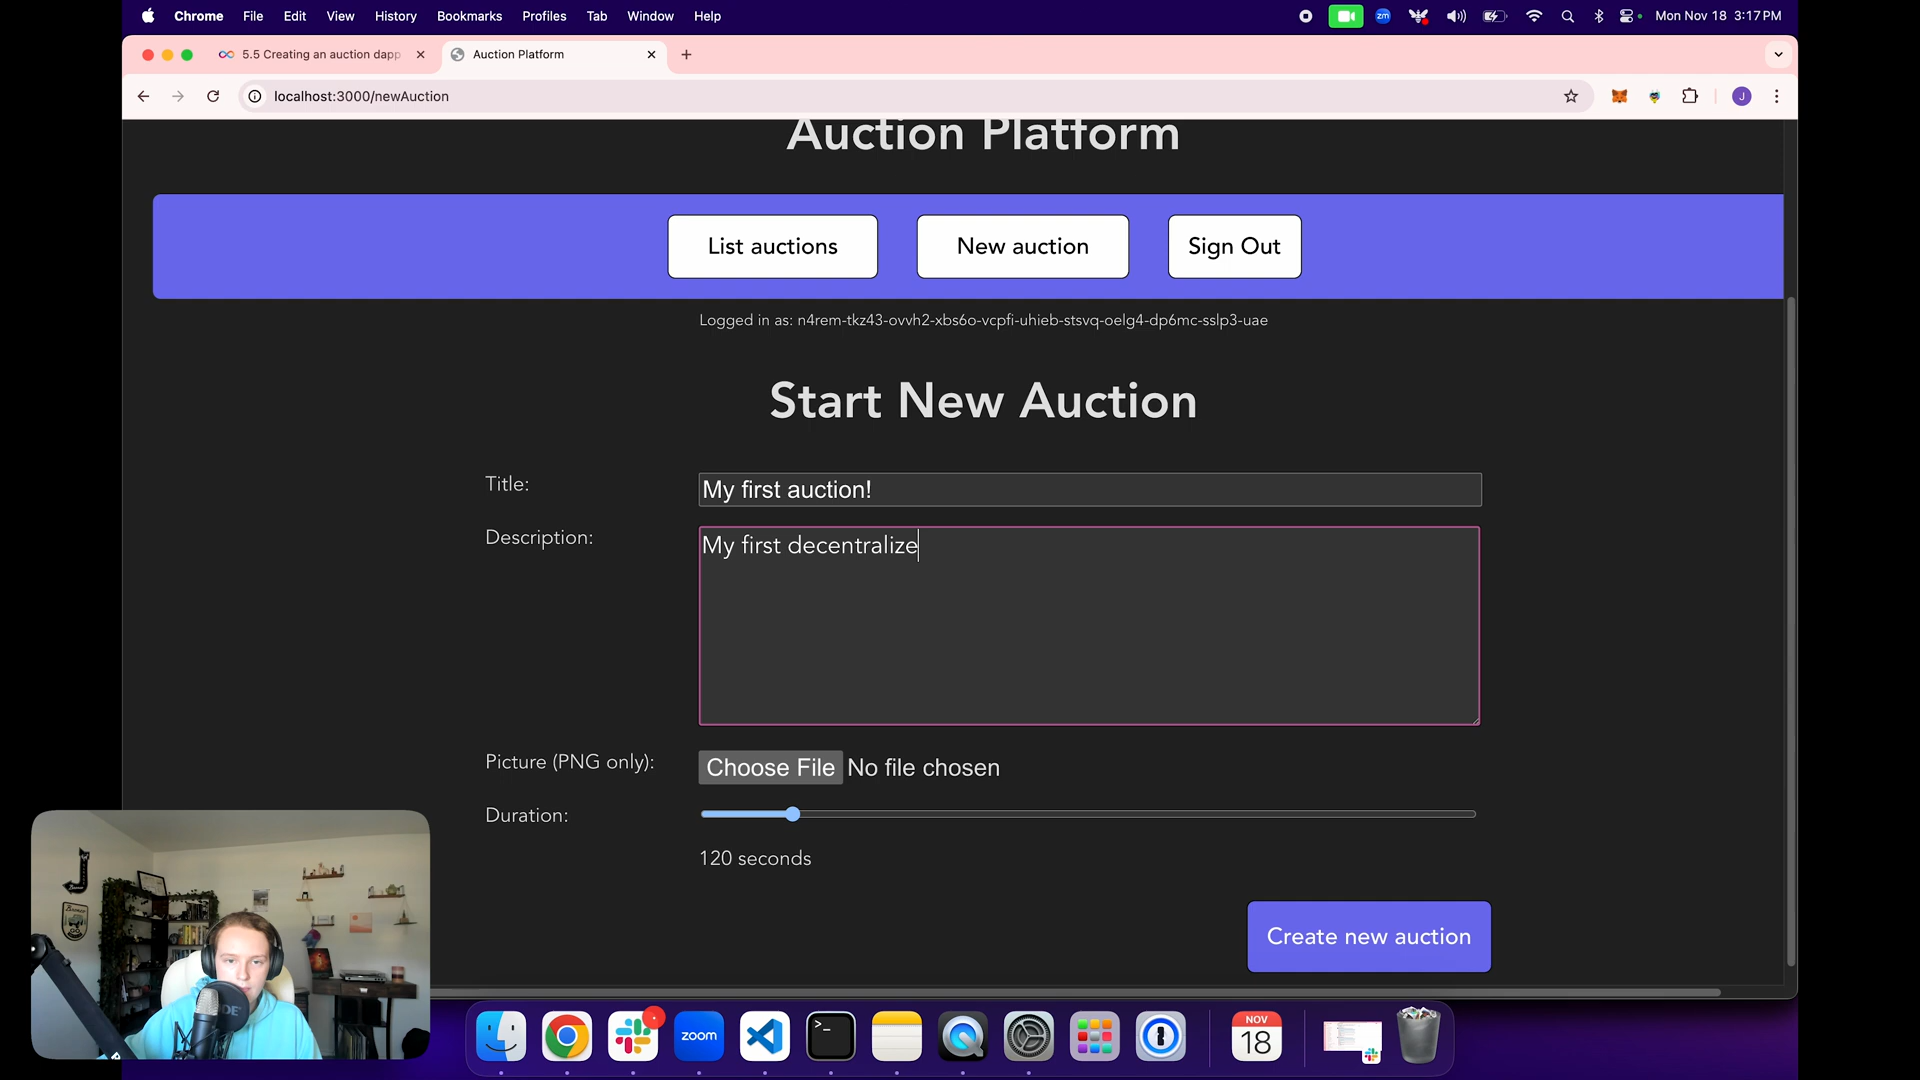 Chrome File Edit View History Bookmarks Profiles Tab Window Help
zm
Mon Nov 18 3:17 PM
5.5 Creating an auction dapp
Auction Platform
localhost:3000/newAuction
J
Auction Platform
List auctions
New auction
Sign Out
Logged in as: n4rem-tkz43-ovvh2-xbs6o-vcpfi-uhieb-stsvq-oelg4-dp6mc-sslp3-uae
Start New Auction
Title:
My first auction!
Description:
My first decentralize
Picture (PNG only):
Choose File No file chosen
Duration:
120 seconds
Create new auction
zoom
NOV
18